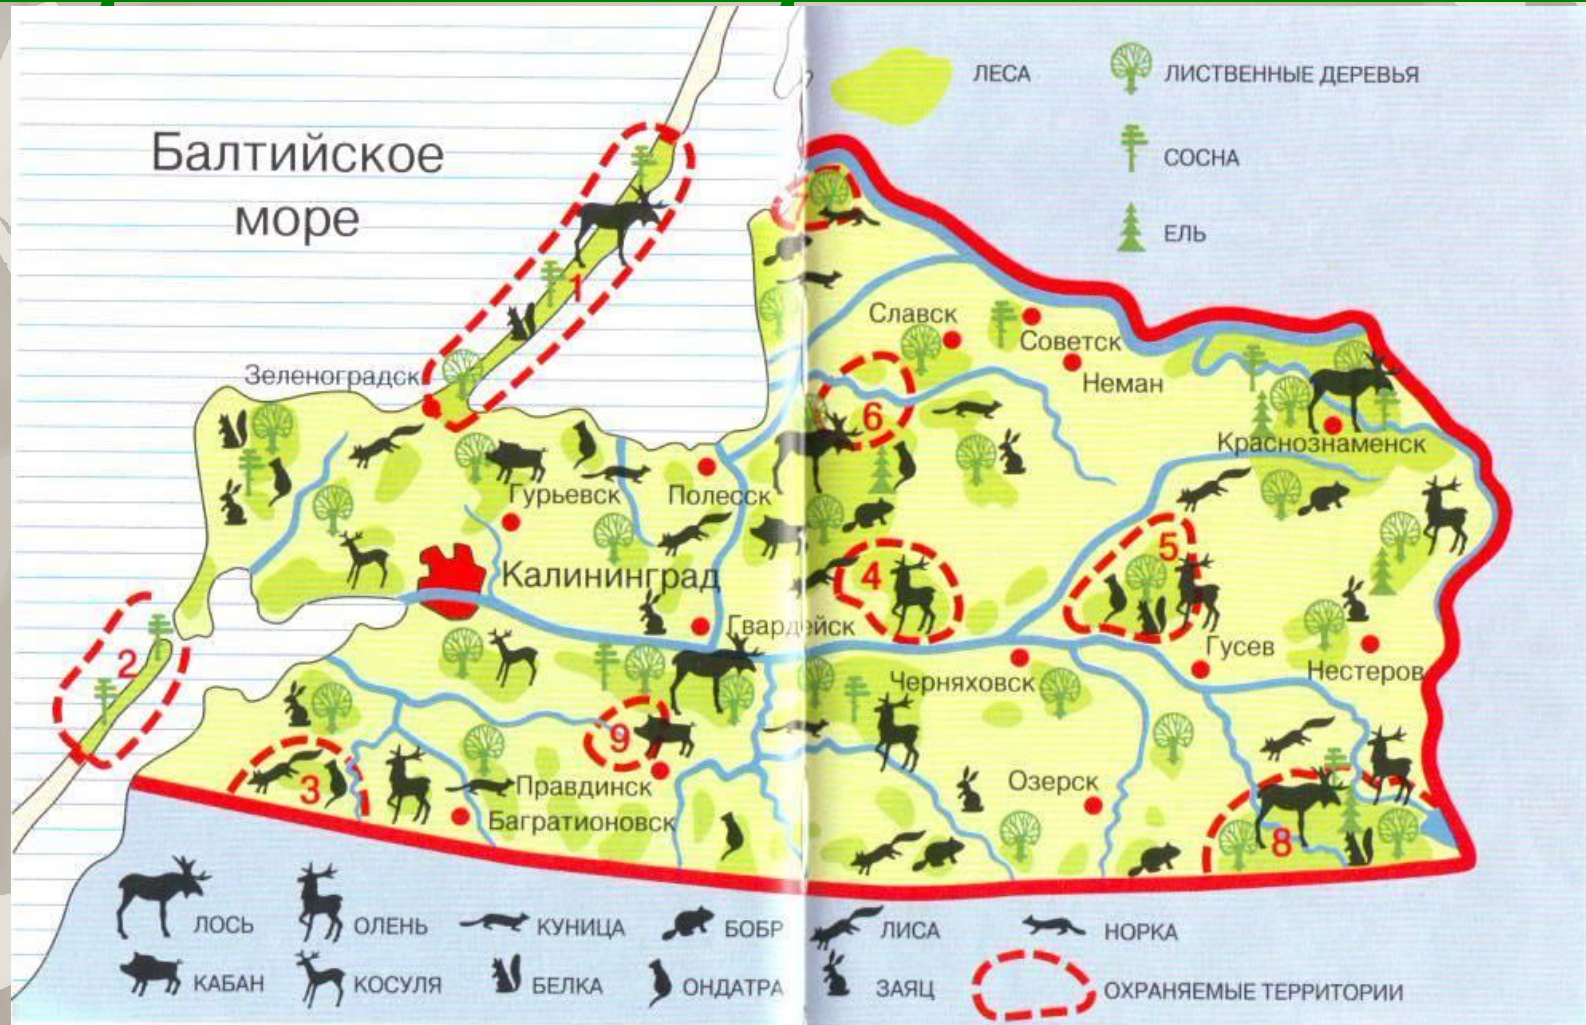 Балтийское
море
ЛЕСА
ЛИСТВЕННЫЕ ДЕРЕВЬЯ
СОСНА
ЕЛЬ
1
7
Славск
Советск
Неман
Зеленоградск
6
Краснознаменск
Гурьевск
Полесск
5
Калининград
4
Гвардейск
2
Гусев
Нестеров
Черняховск
9
3
Правдинск
Озерск
Багратионовск
8
ЛОСЬ
ОЛЕНЬ
КУНИЦА
БОБР
ЛИСА
НОРКА
КАБАН
КОСУЛЯ
БЕЛКА
ОНДАТРА
ЗАЯЦ
ОХРАНЯЕМЫЕ ТЕРРИТОРИИ